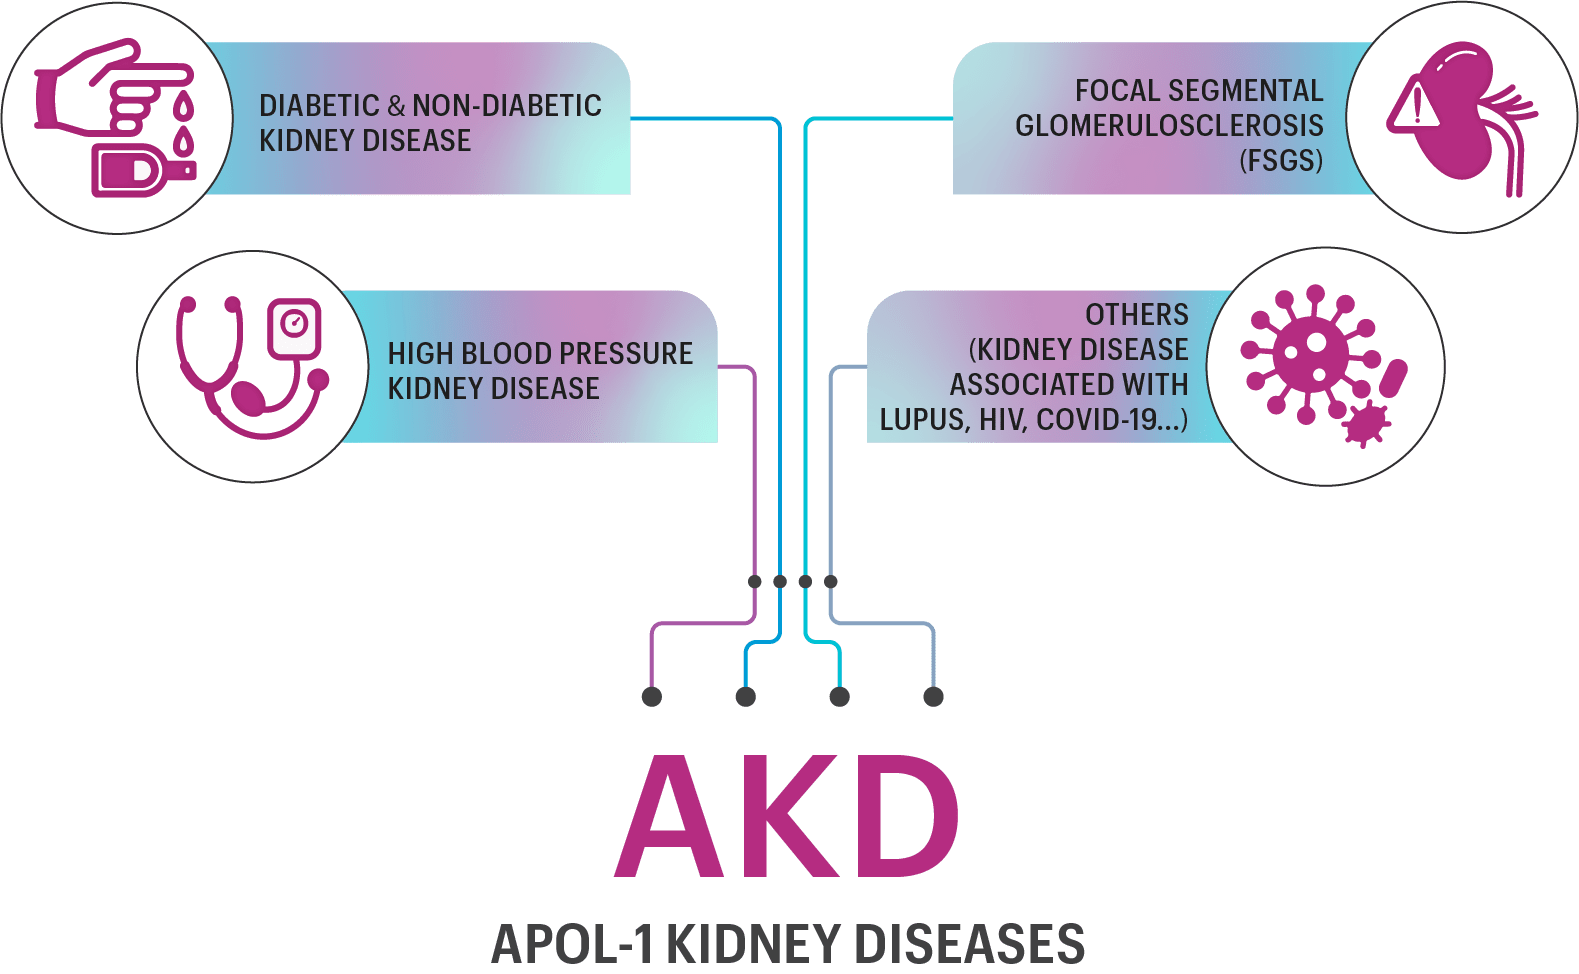 DIABETIC & NON-DIABETIC
KIDNEY DISEASE
FOCAL SEGMENTAL
GLOMERULOSCLEROSIS
(FSGS)
HIGH BLOOD PRESSURE
KIDNEY DISEASE
OTHERS
(KIDNEY DISEASE
ASSOCIATED WITH
LUPUS, HIV, COVID-19...)
AKD
APOL-1 KIDNEY DISEASES